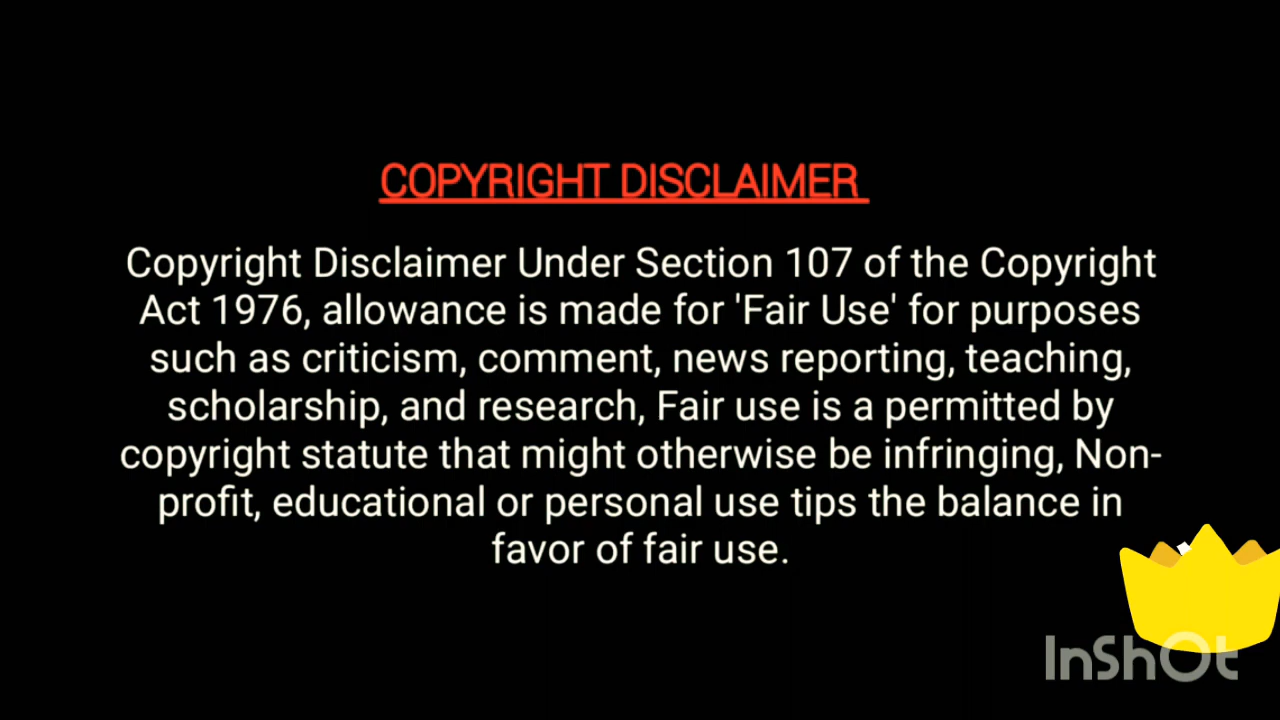 COPYRIGHT DISCLAIMER
Copyright Disclaimer Under Section 107 of the Copyright
Act 1976, allowance is made for 'Fair Use' for purposes
such as criticism, comment, news reporting, teaching,
scholarship, and research, Fair use is a permitted by
copyright statute that might otherwise be infringing, Non-
profit, educational or personal use tips the balance in
favor of fair use.
InShOt